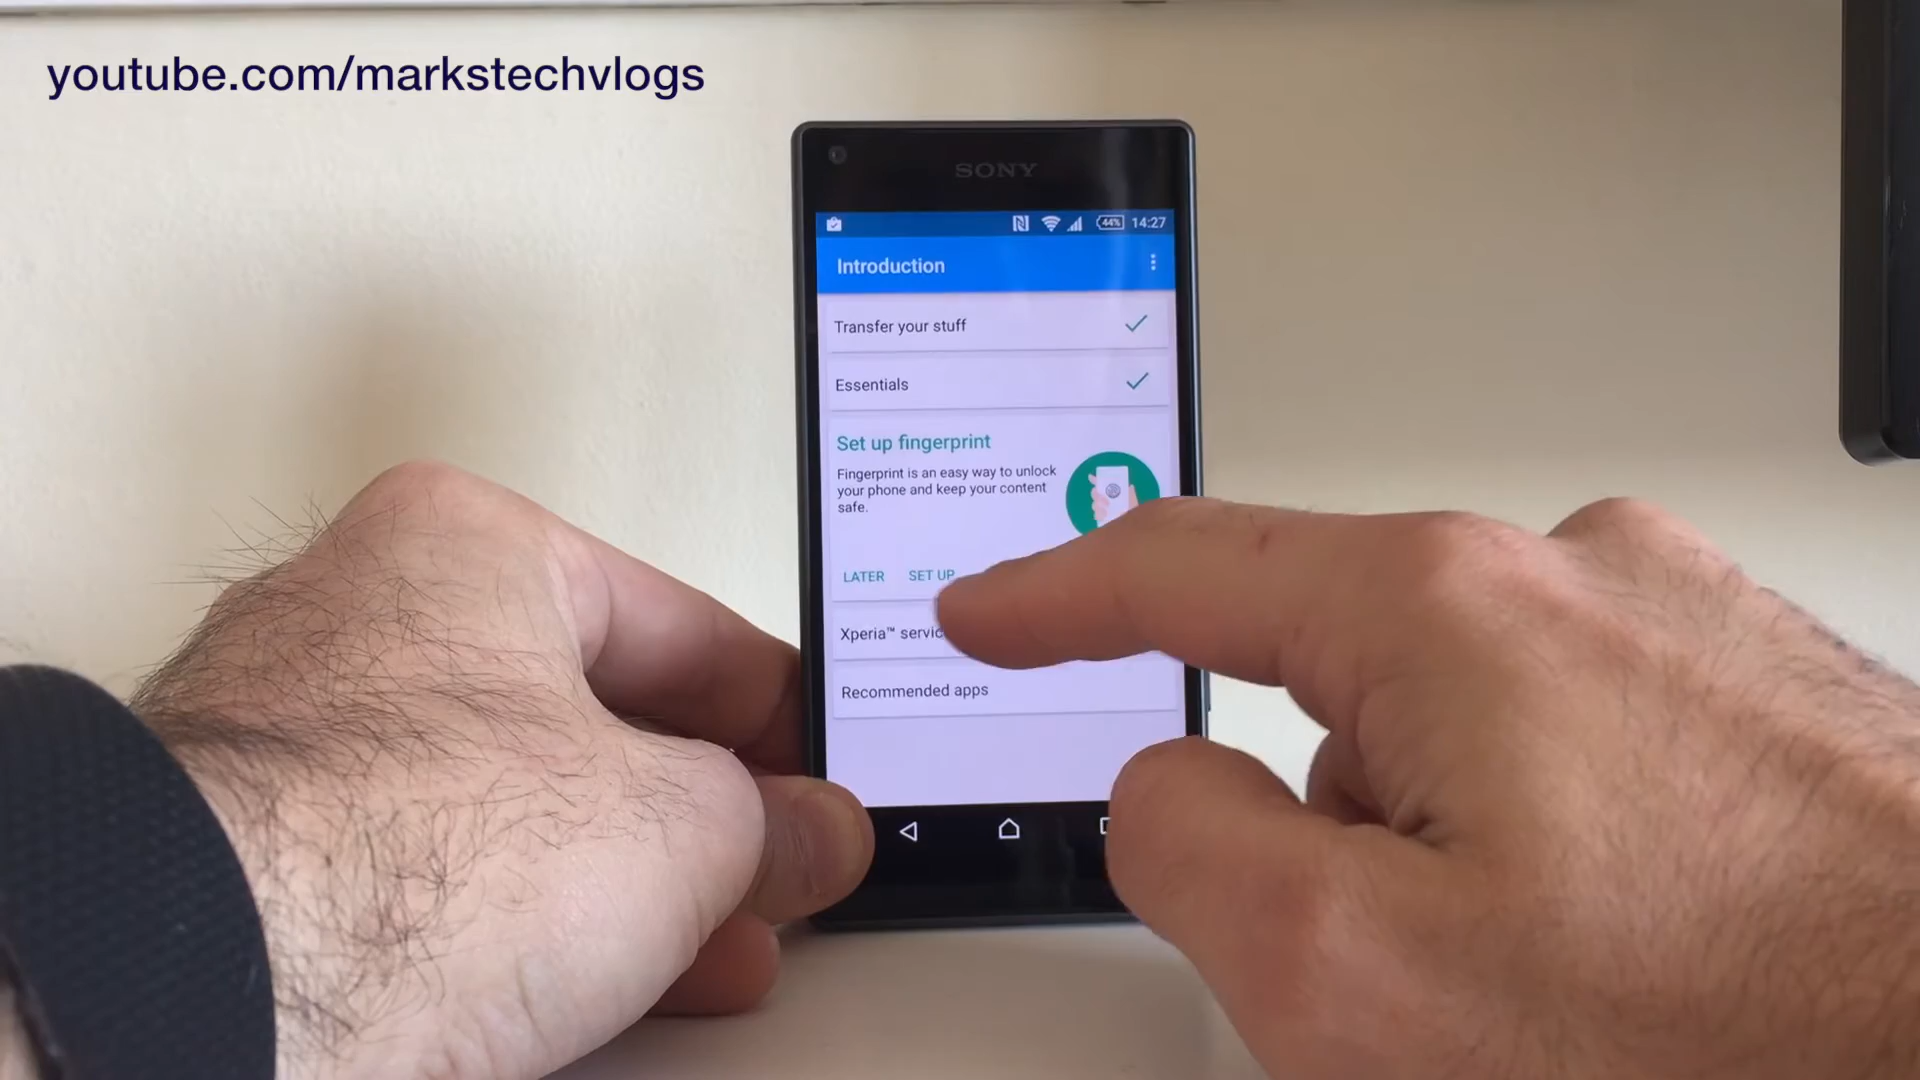 youtube.com/markstechvlogs
SONY
44% 14:27
Introduction
Transfer your stuff
Essentials
Set up fingerprint
Fingerprint is an easy way to unlock
your phone and keep your content
safe.
LATER SET UP
Xperia™
Recommended apps